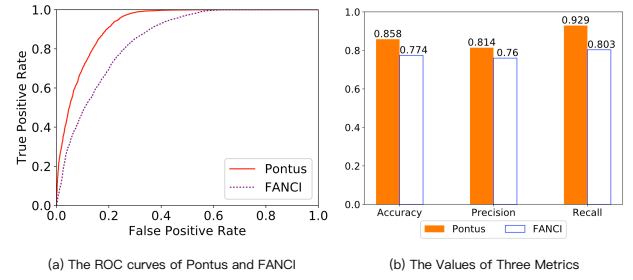 1.0
0.8
0.6
0.4
0.2
0.0
True Positive Rate
Pontus
FANCI
0.0 0.2 0.4 0.6 0.8 1.0
False Positive Rate
(a) The ROC curves of Pontus and FANCI
1.0
0.8
0.6
0.4
0.2
0.0
0.858
0.774
0.814
0.76
0.929
0.803
Accuracy Precision Recall
Pontus FANCI
(b) The Values of Three Metrics